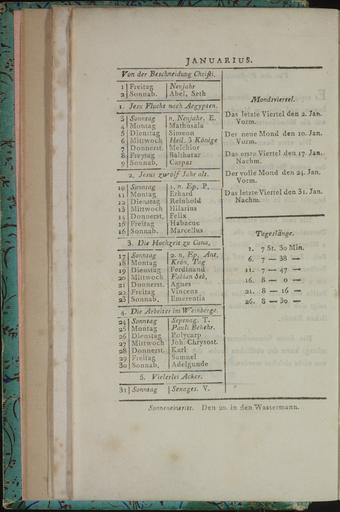 JANUARIUS.
Von der Beschneidung Christi.
1 Freitag Neujahr
2 Sonnab. Abel, Seth
1. Jesu Flucht nach Aegypten.
3 Sonntag n. Neujahr, E.
4 Montag Mathusala
5 Dienstag Simeon
6 Mittwoch Heil. 3 Könige
7 Donnerst. Melchior
8 Freytag Balthasar
9 Sonnab. Caspar
2. Jesus zwölf Jahr alt.
10 Sonntag 1. n. Ep. P.
11 Montag Erhard
12 Dienstag Reinhold
13 Mittwoch Hilarius
14 Donnerst. Felix
15 Freitag Habacuc
16 Sonnab. Marcellus
3. Die Hochzeit zu Cana,
17 Sonntag 2. n. Ep, Ant.
18 Montag Krön. Tag
19 Dienstag Ferdinand
20 Mittwoch Fabian Seb,
21 Donnerst. Agnes
22 Freitag Vincenz
23 Sonnab. Emerentia
4. Die Arbeiter im Weinberge.
24 Sonntag Septuag. T.
25 Montag Pauli Bekehr.
26 Dienstag Polycarp
27 Mittwoch Joh. Chrysost.
28 Donnerst. Karl
29 Freitag Samuel
30 Sonnab. Adelgunde
5. Vielerlei Acker.
31 Sonntag Sexages. V.
Mondsviertel.
Das letzte Viertel den 2. Jan.
Vorm.
Der neue Mond den 10. Jan.
Vorm.
Das erste Viertel den 17. Jan.
Nachm.
Der volle Mond den 24. Jan.
Vorm.
Das letzte Viertel den 31. Jan.
Nachm.
Tageslänge.
1. 7 St. 30 Min.
6. 7 — 38 —
11. 7 — 47 —
16. 8 — 0 —
21. 8 — 16 —
26. 8 — 30 —
Sonneneintritt. Den 20. in den Wassermann.